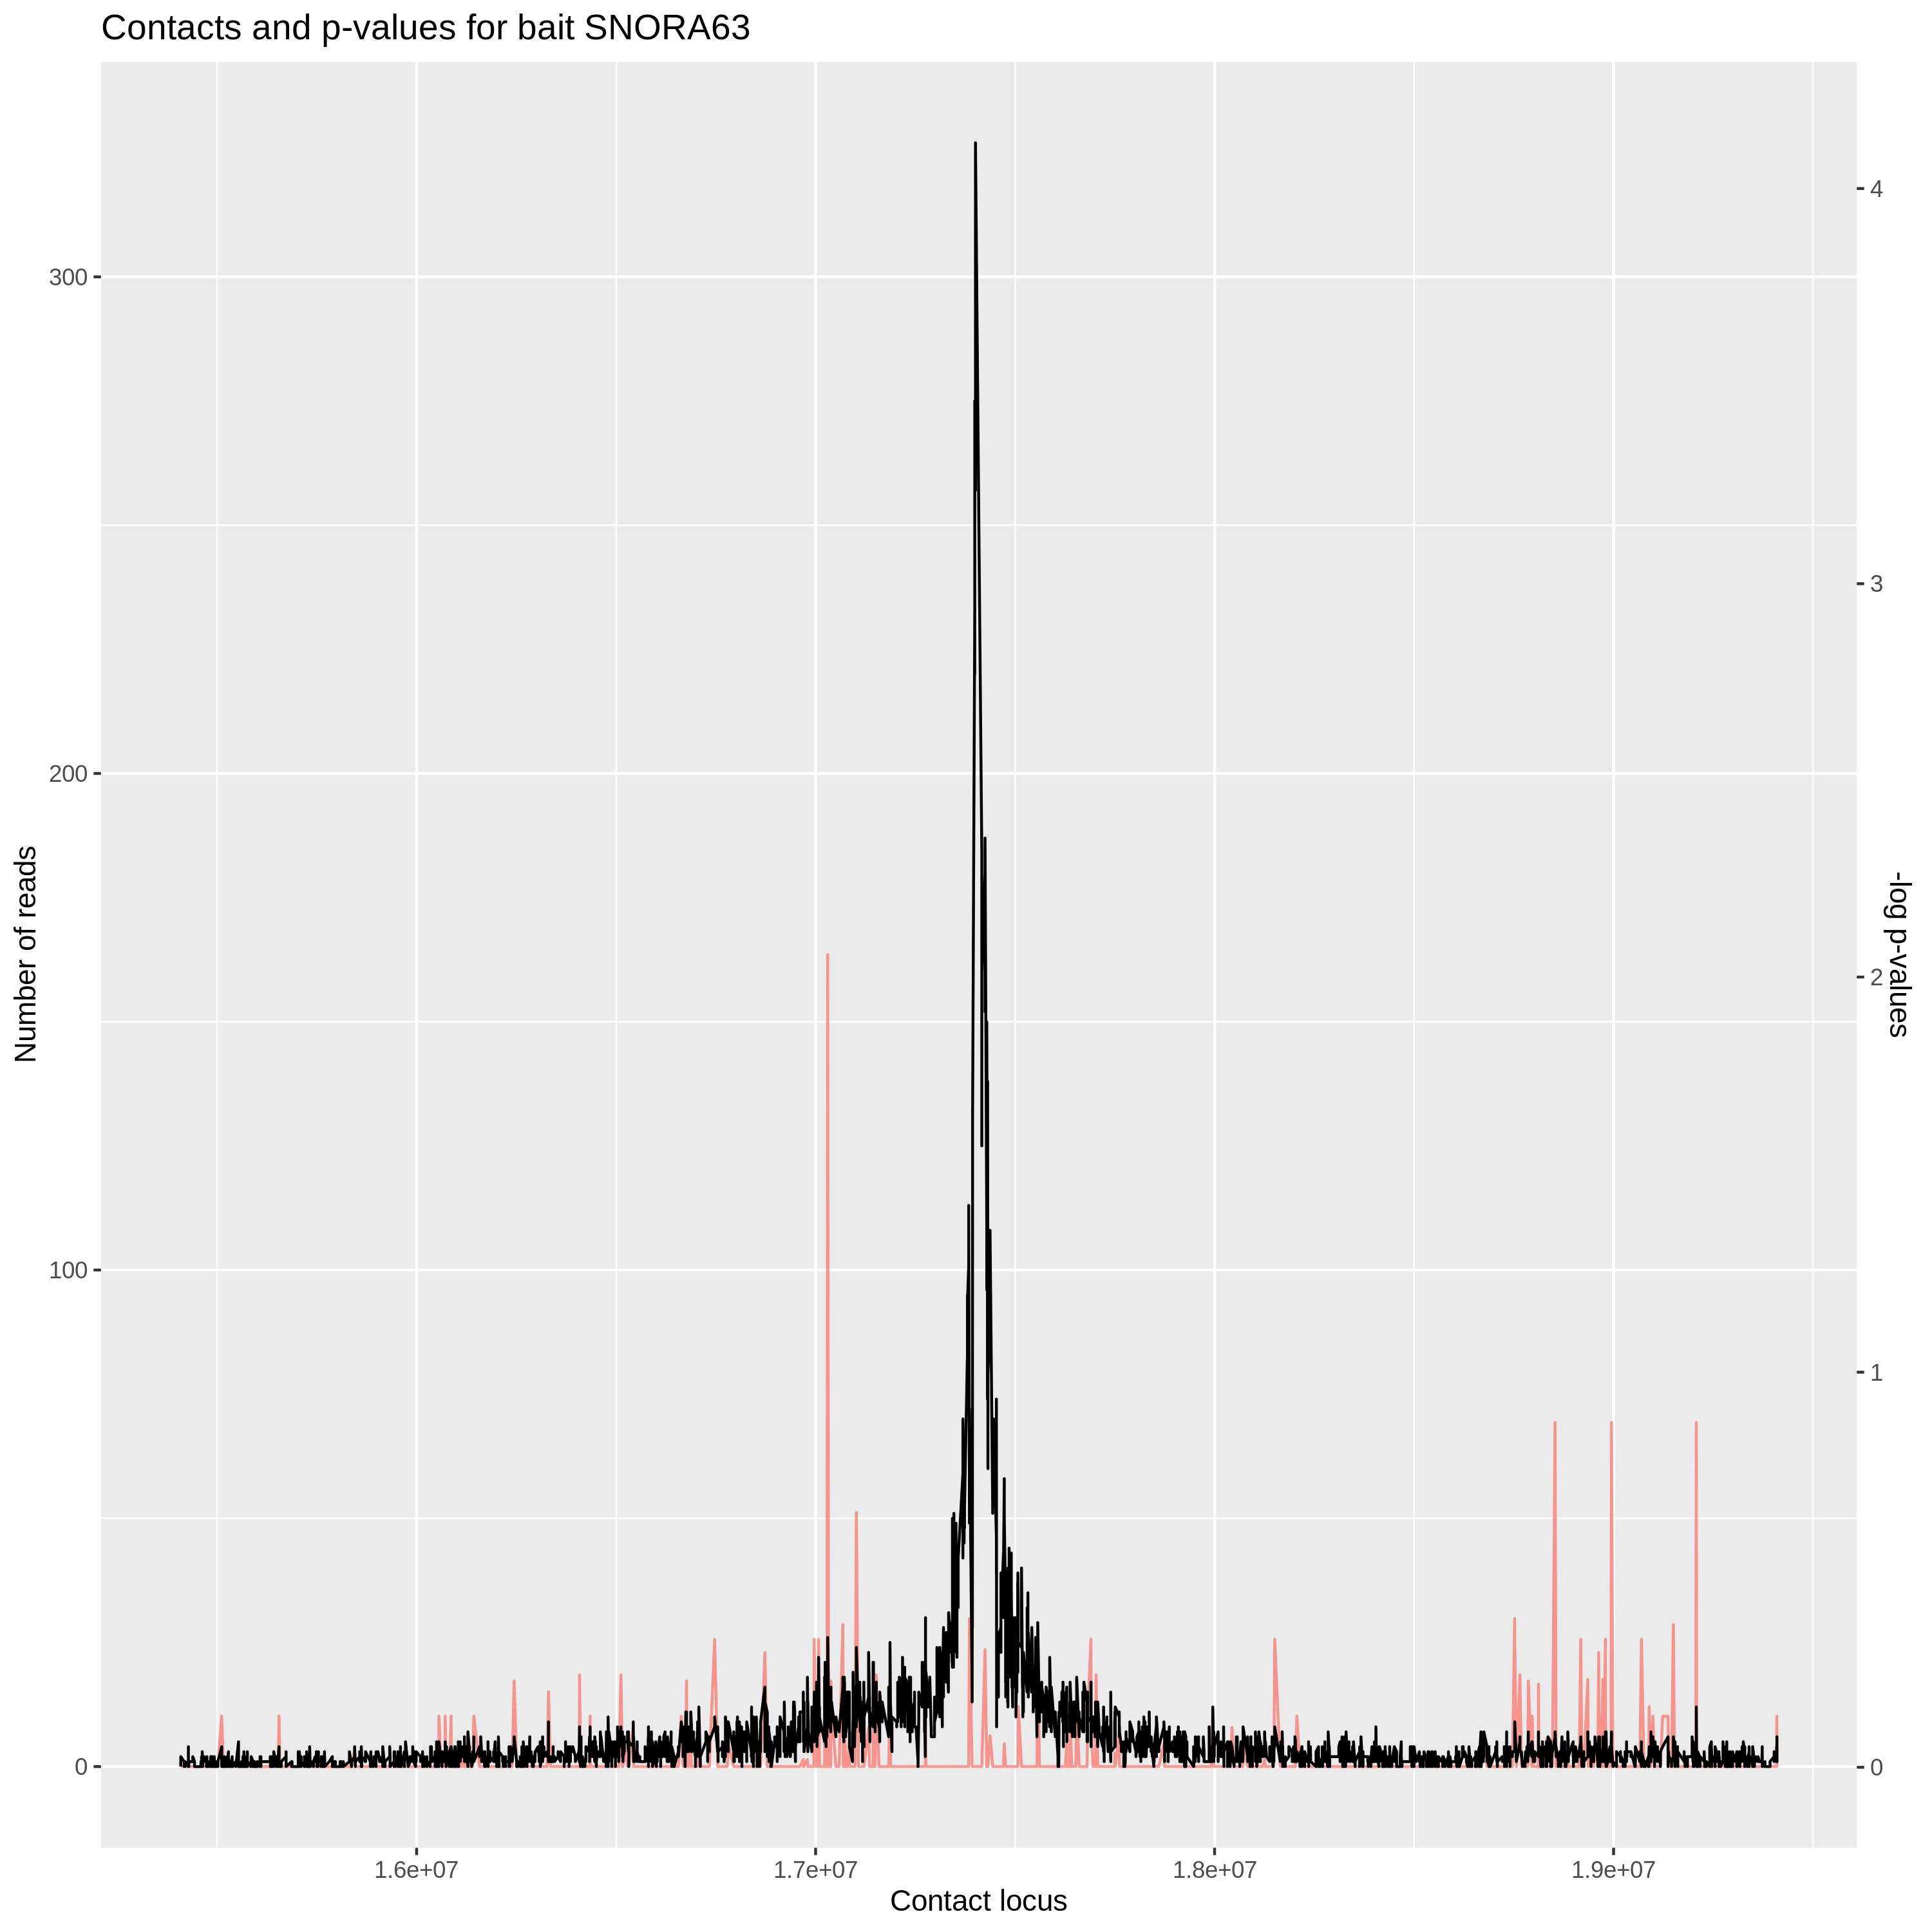 Contacts and p-values for bait SNORA63
Number of reads
300
200
100
0
4
3
2
1
0
-log p-values
1.6e+07
1.7e+07
1.8e+07
1.9e+07
Contact locus